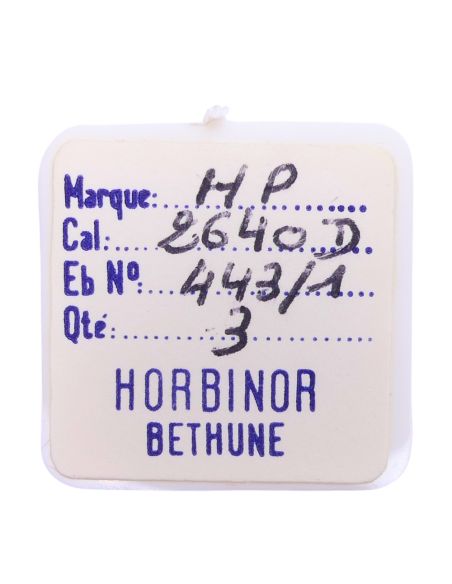 Marque: HP
Cal: 2640 D
Eb Nº: 443/1
Qté: 3
HORBINOR
BETHUNE